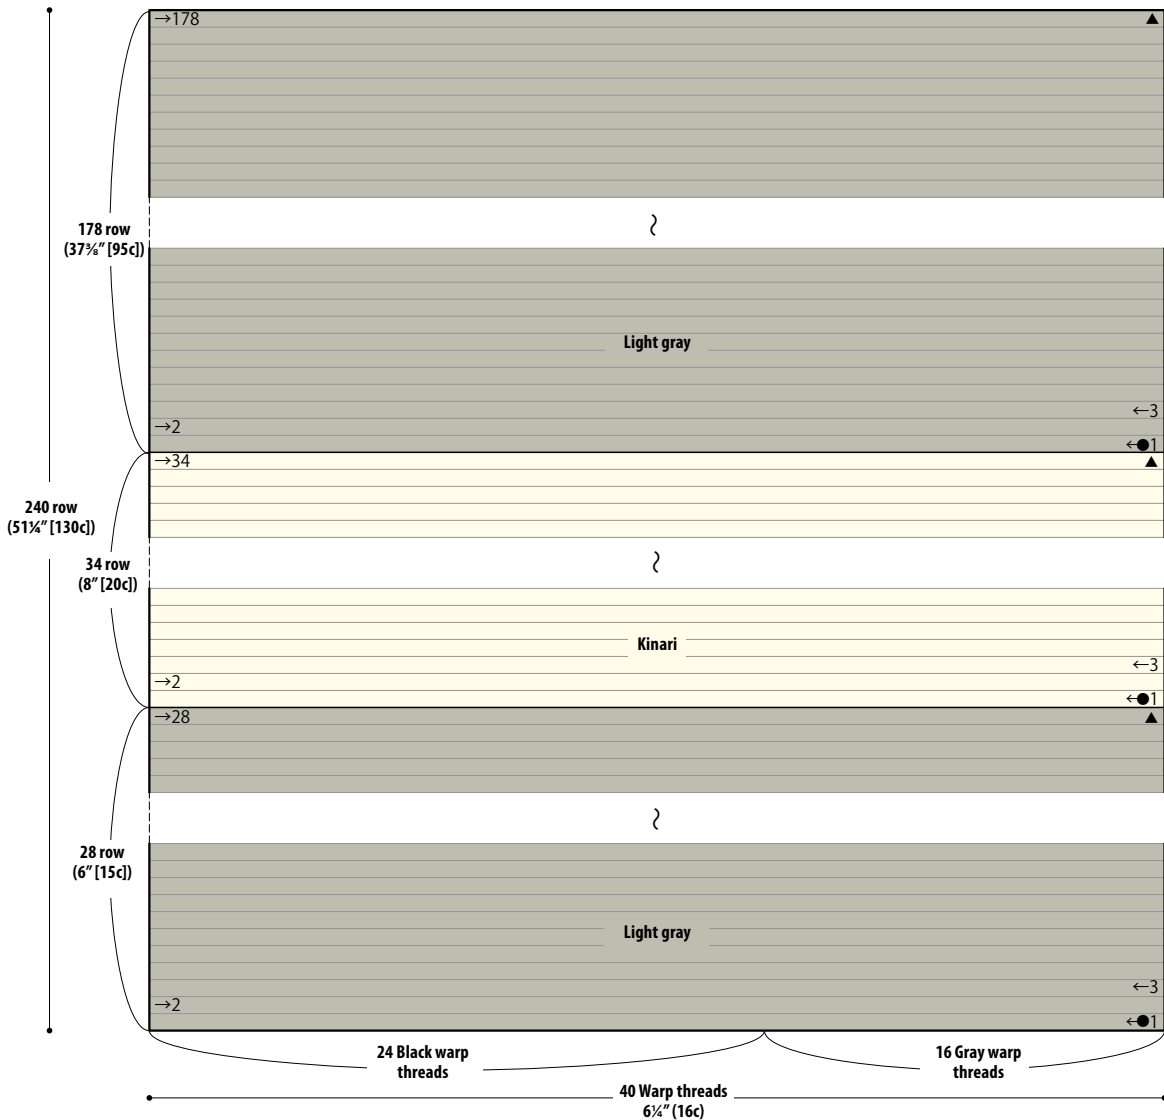 →178 ▲
178 row
(37⅜″ [95c])
Light gray
←3
→2
←●1
→34 ▲
240 row
(51¼″ [130c])
34 row
(8″ [20c])
Kinari
←3
→2
←●1
→28 ▲
28 row
(6″ [15c])
Light gray
←3
→2
←●1
24 Black warp
threads
16 Gray warp
threads
40 Warp threads
6¼″ (16c)